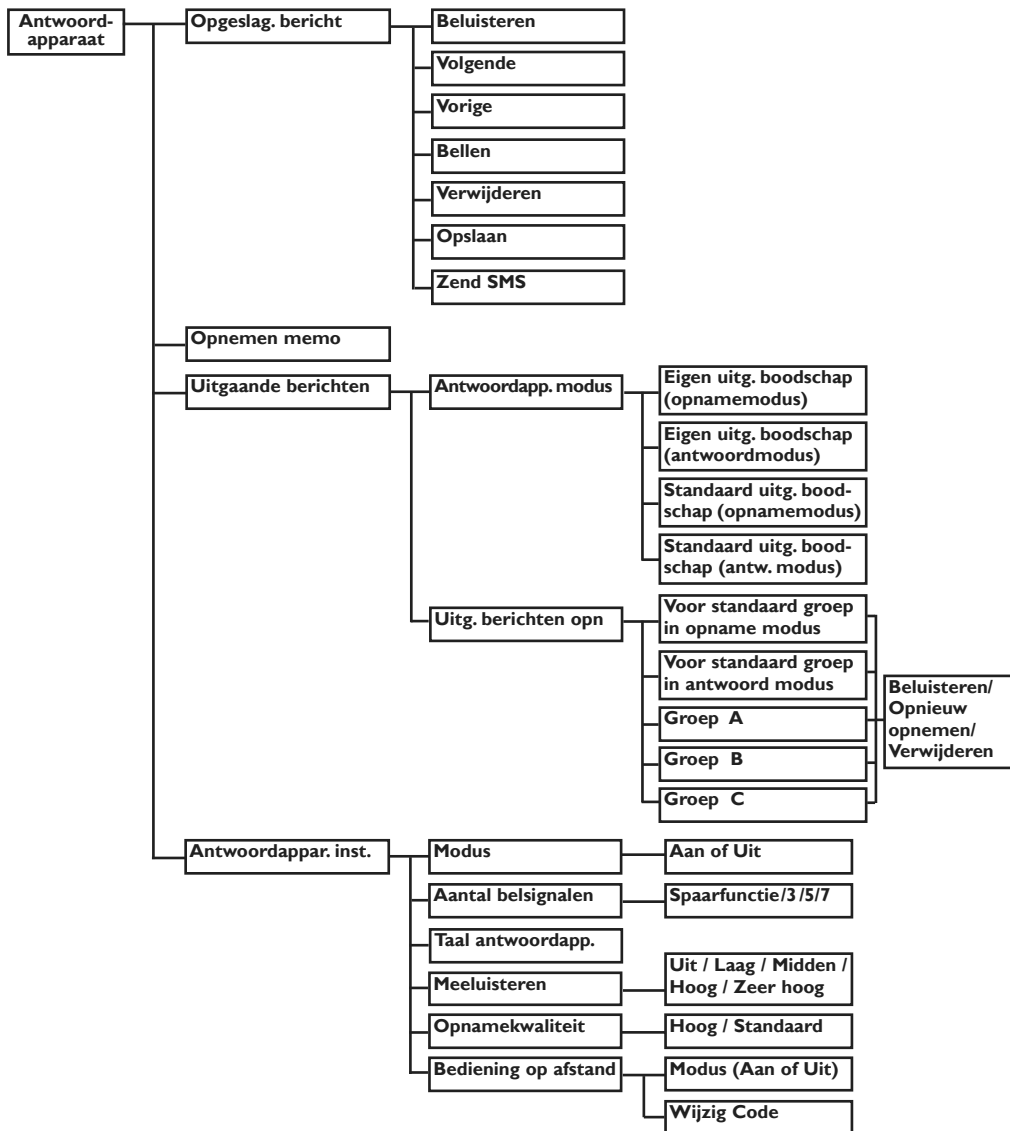 Antwoord-
apparaat
Opgeslag. bericht
Beluisteren
Volgende
Vorige
Bellen
Verwijderen
Opslaan
Zend SMS
Opnemen memo
Uitgaande berichten
Antwoordapp. modus
Eigen uitg. boodschap
(opnamemodus)
Eigen uitg. boodschap
(antwoordmodus)
Standaard uitg. bood-
schap (opnamemodus)
Standaard uitg. bood-
schap (antw. modus)
Uitg. berichten opn
Voor standaard groep
in opname modus
Voor standaard groep
in antwoord modus
Groep A
Groep B
Groep C
Beluisteren/
Opnieuw
opnemen/
Verwijderen
Antwoordappar. inst.
Modus
Aan of Uit
Aantal belsignalen
Spaarfunctie/3/5/7
Taal antwoordapp.
Meeluisteren
Uit / Laag / Midden /
Hoog / Zeer hoog
Opnamekwaliteit
Hoog / Standaard
Bediening op afstand
Modus (Aan of Uit)
Wijzig Code